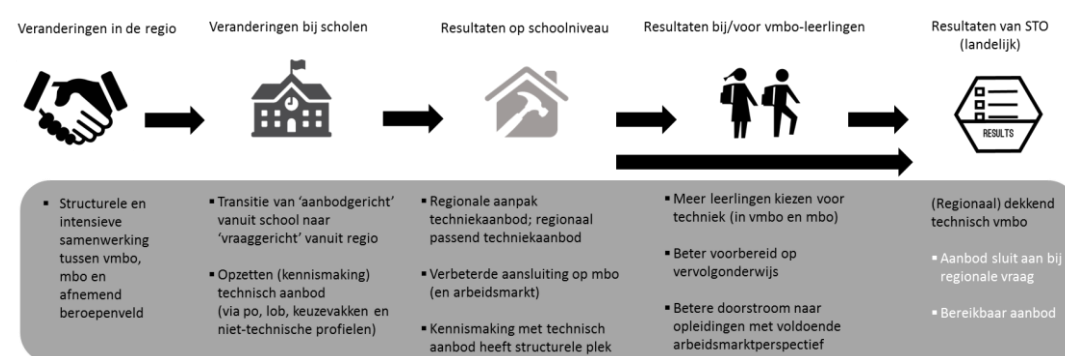 Veranderingen in de regio
Veranderingen bij scholen
Resultaten op schoolniveau
Resultaten bij/voor vmbo-leerlingen
Resultaten van STO
(landelijk)
RESULTS
▪ Structurele en
intensieve
samenwerking
tussen vmbo,
mbo en
afnemend
beroepenveld
▪ Transitie van ‘aanbodgericht’
vanuit school naar
‘vraaggericht’ vanuit regio
▪ Opzetten (kennismaking)
technisch aanbod
(via po, lob, keuzevakken en
niet-technische profielen)
▪ Regionale aanpak
techniekaanbod; regionaal
passend techniekaanbod
▪ Verbeterde aansluiting op mbo
(en arbeidsmarkt)
▪ Kennismaking met technisch
aanbod heeft structurele plek
▪ Meer leerlingen kiezen voor
techniek (in vmbo en mbo)
▪ Beter voorbereid op
vervolgonderwijs
▪ Betere doorstroom naar
opleidingen met voldoende
arbeidsmarktperspectief
(Regionaal) dekkend
technisch vmbo
▪ Aanbod sluit aan bij
regionale vraag
▪ Bereikbaar aanbod